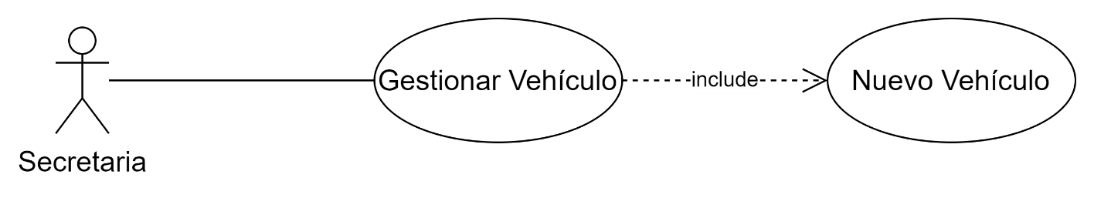 Gestionar Vehículo
include
Nuevo Vehículo
Secretaria